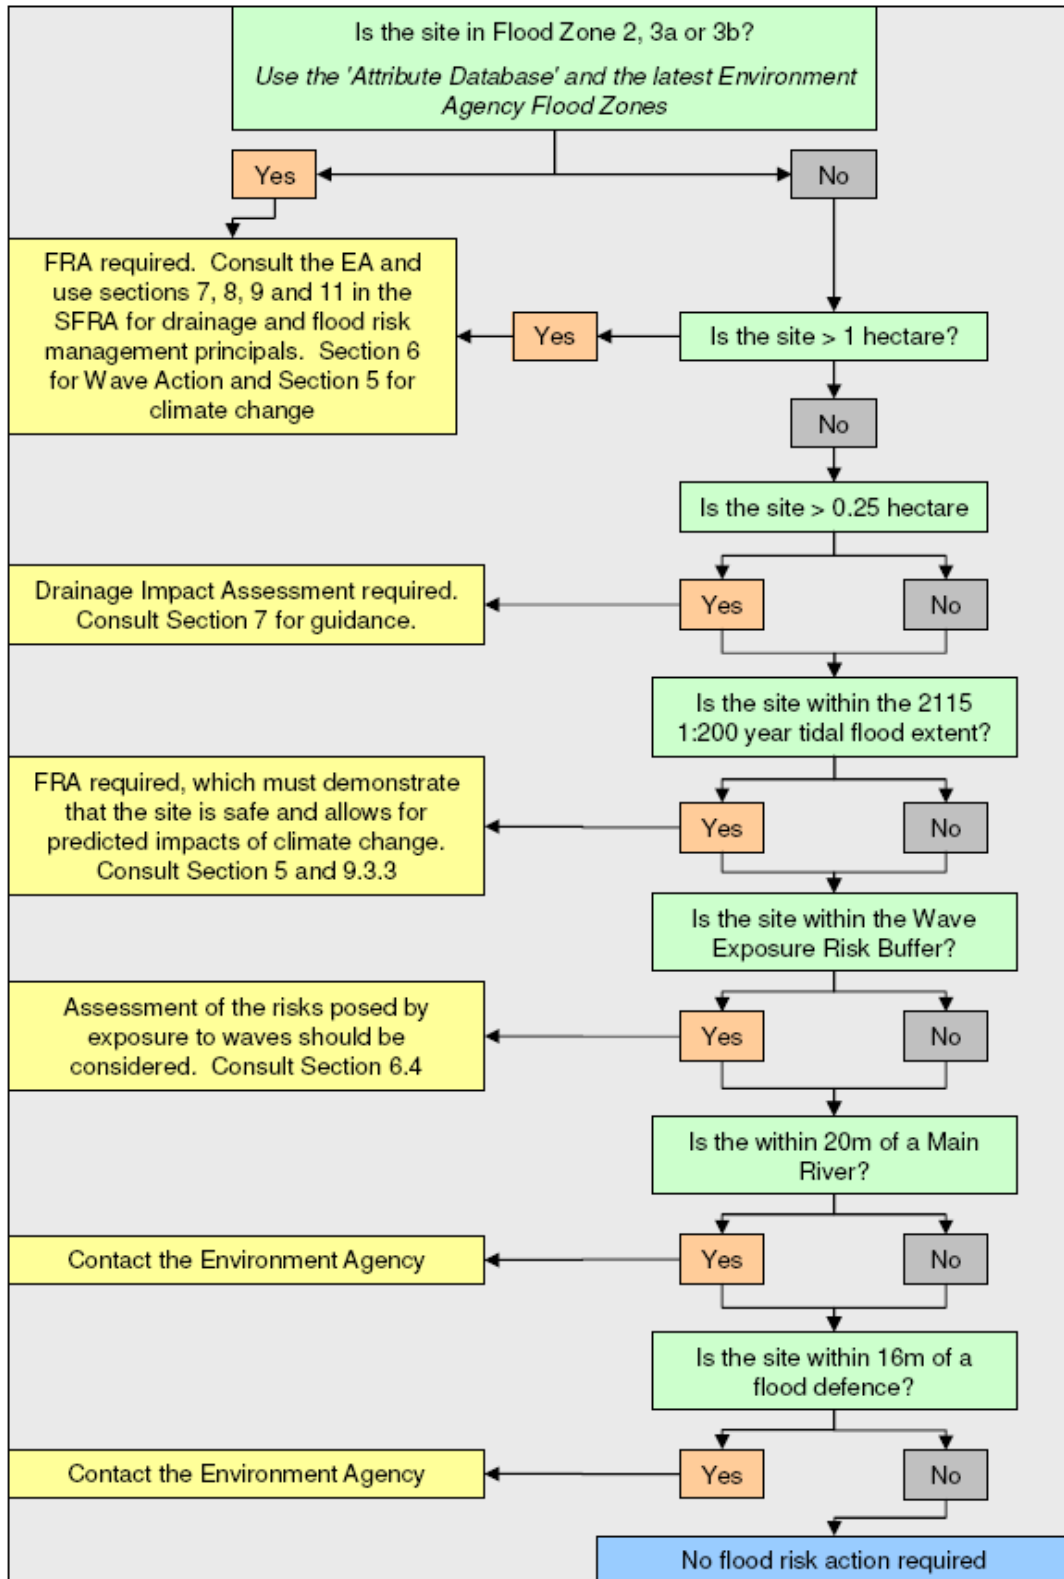 Is the site in Flood Zone 2, 3a or 3b?
Use the 'Attribute Database' and the latest Environment
Agency Flood Zones
Yes
No
FRA required.  Consult the EA and
use sections 7, 8, 9 and 11 in the
SFRA for drainage and flood risk
management principals.  Section 6
for Wave Action and Section 5 for
climate change
Yes
Is the site > 1 hectare?
No
Is the site > 0.25 hectare
Drainage Impact Assessment required.
Consult Section 7 for guidance.
Yes
No
Is the site within the 2115
1:200 year tidal flood extent?
FRA required, which must demonstrate
that the site is safe and allows for
predicted impacts of climate change.
Consult Section 5 and 9.3.3
Yes
No
Is the site within the Wave
Exposure Risk Buffer?
Assessment of the risks posed by
exposure to waves should be
considered.  Consult Section 6.4
Yes
No
Is the within 20m of a Main
River?
Contact the Environment Agency
Yes
No
Is the site within 16m of a
flood defence?
Contact the Environment Agency
Yes
No
No flood risk action required